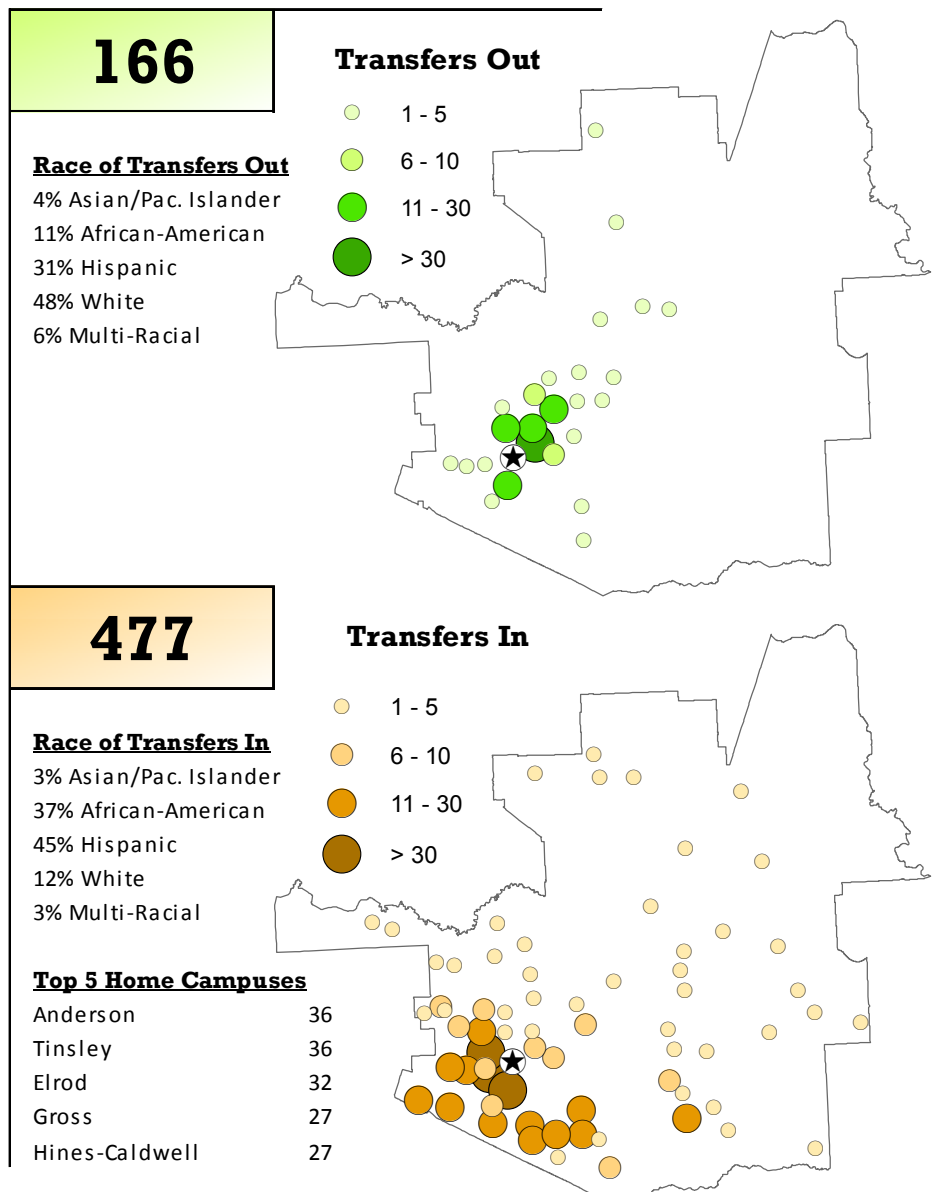 166
Transfers Out
1 - 5
6 - 10
11 - 30
> 30
Race of Transfers Out
4% Asian/Pac. Islander
11% African-American
31% Hispanic
48% White
6% Multi-Racial
477
Transfers In
1 - 5
6 - 10
11 - 30
> 30
Race of Transfers In
3% Asian/Pac. Islander
37% African-American
45% Hispanic
12% White
3% Multi-Racial
Top 5 Home Campuses
Anderson 36
Tinsley 36
Elrod 32
Gross 27
Hines-Caldwell 27